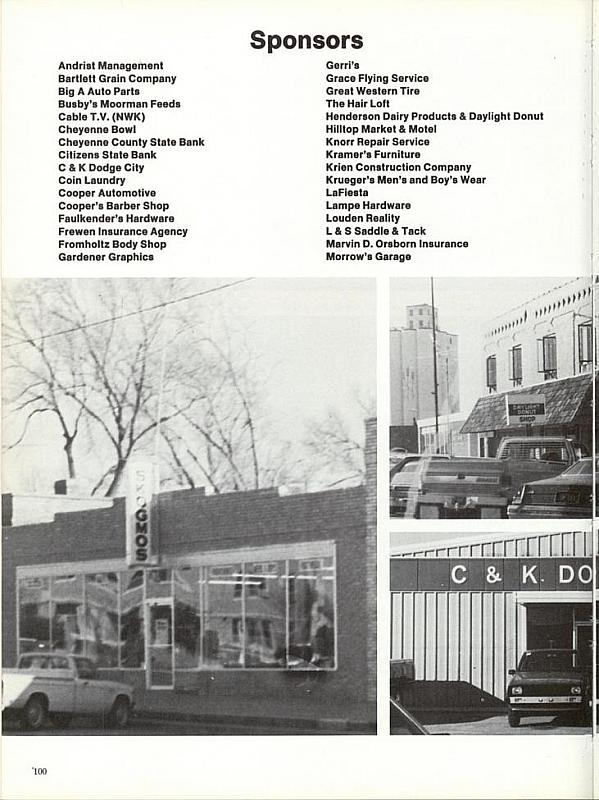 Sponsors
Andrist Management
Bartlett Grain Company
Big A Auto Parts
Busby's Moorman Feeds
Cable T.V. (NWK)
Cheyenne Bowl
Cheyenne County State Bank
Citizens State Bank
C & K Dodge City
Coin Laundry
Cooper Automotive
Cooper's Barber Shop
Faulkender's Hardware
Frewen Insurance Agency
Fromholtz Body Shop
Gardener Graphics
Gerri's
Grace Flying Service
Great Western Tire
The Hair Loft
Henderson Dairy Products & Daylight Donut
Hilltop Market & Motel
Knorr Repair Service
Kramer's Furniture
Krien Construction Company
Krueger's Men's and Boy's Wear
LaFiesta
Lampe Hardware
Louden Reality
L & S Saddle & Tack
Marvin D. Orsborn Insurance
Morrow's Garage
DAYLIGHT
DONUT
SHOP
C & K. DO
'100